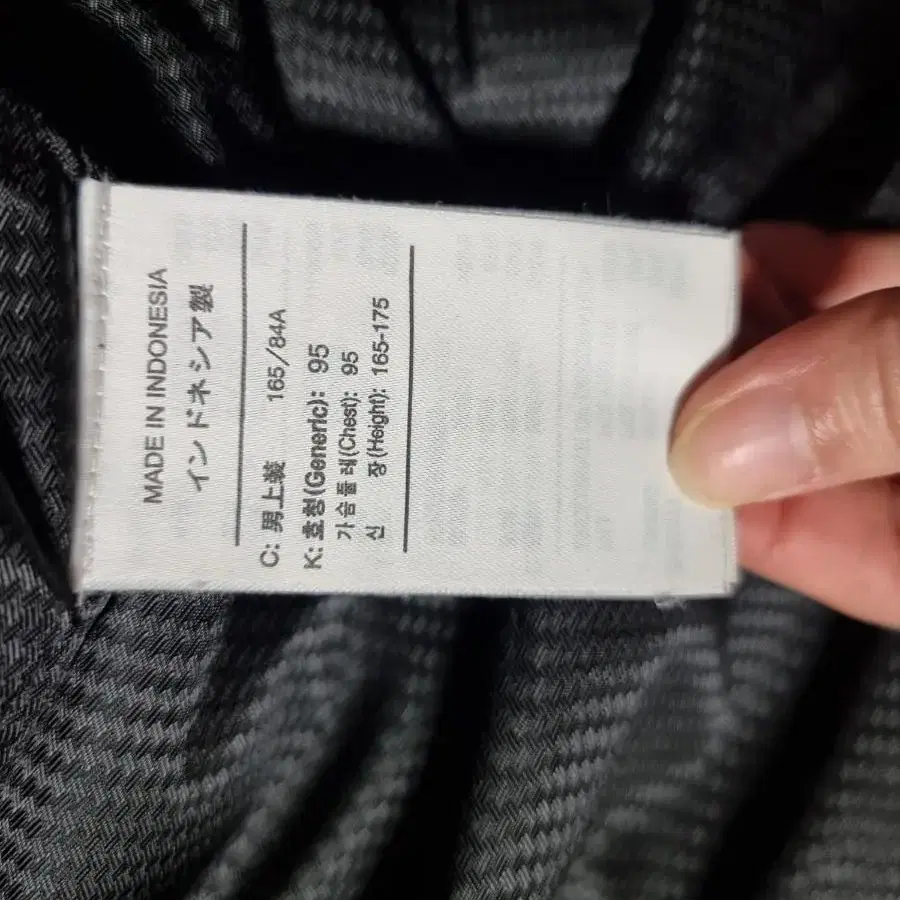 MADE IN INDONESIA
インドネシア製
C: 男上装 165/84A
K: 호칭(Generic): 95
가슴둘레(Chest): 95
신 장(Height): 165-175